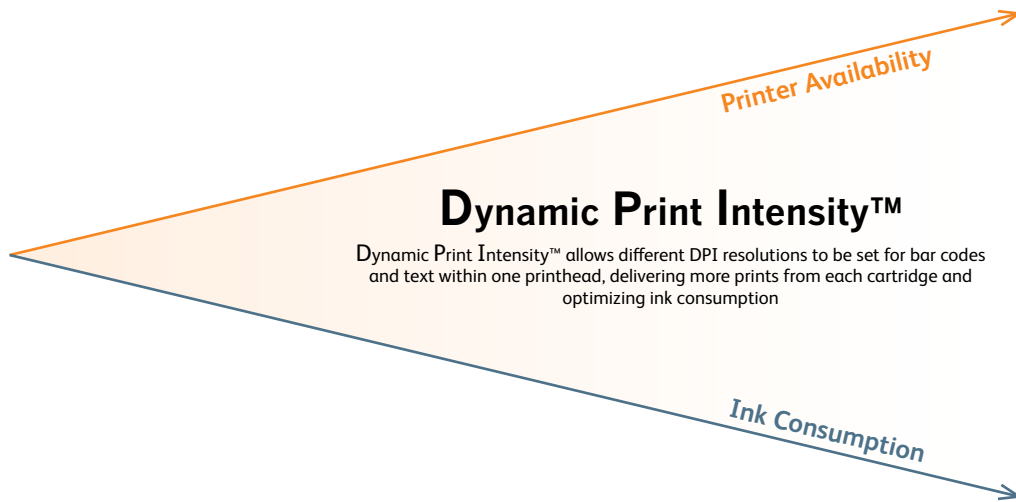 Printer Availability
Dynamic Print Intensity™
Dynamic Print Intensity™ allows different DPI resolutions to be set for bar codes
and text within one printhead, delivering more prints from each cartridge and
optimizing ink consumption
Ink Consumption